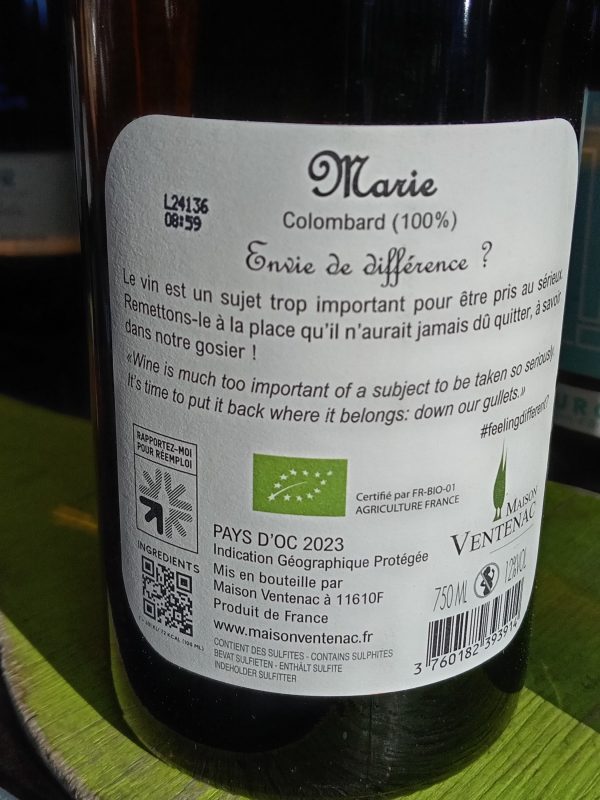 L24136
08:59
Marie
Colombard (100%)
Envie de différence ?
Le vin est un sujet trop important pour être pris au sérieux.
Remettons-le à la place qu'il n'aurait jamais dû quitter, à savoir
dans notre gosier !
«Wine is much too important of a subject to be taken so seriously.
It's time to put it back where it belongs: down our gullets.»
#feelingdifferent?
RAPPORTEZ-MOI
POUR RÉEMPLOI
Certifié par FR-BIO-01
AGRICULTURE FRANCE
MAISON
VENTENAC
INGREDIENTS
PAYS D'OC 2023
Indication Géographique Protégée
Mis en bouteille par
Maison Ventenac à 11610F
Produit de France
www.maisonventenac.fr
750 ML
12%VOL
CONTIENT DES SULFITES - CONTAINS SULPHITES
BEVAT SULFIETEN - ENTHÄLT SULFITE
INDEHOLDER SULFITTER
3 760182 393914